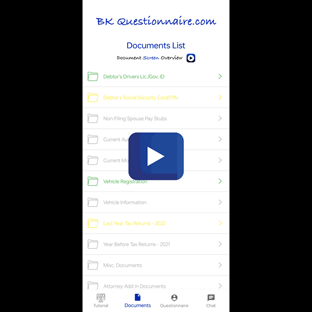 BK Questionnaire.com
Documents List
Document Screen Overview
Debtor's Drivers Lic./Gov. ID
Debtor's Social Security Card/ITIN
Non-Filing Spouse Pay Stubs
Current
Current
Vehicle Registration
Vehicle Information
Last Year Tax Returns - 2022
Year Before Tax Returns - 2021
Misc. Documents
Attorney Add In Documents
Tutorial
Documents
Questionnaire
Chat